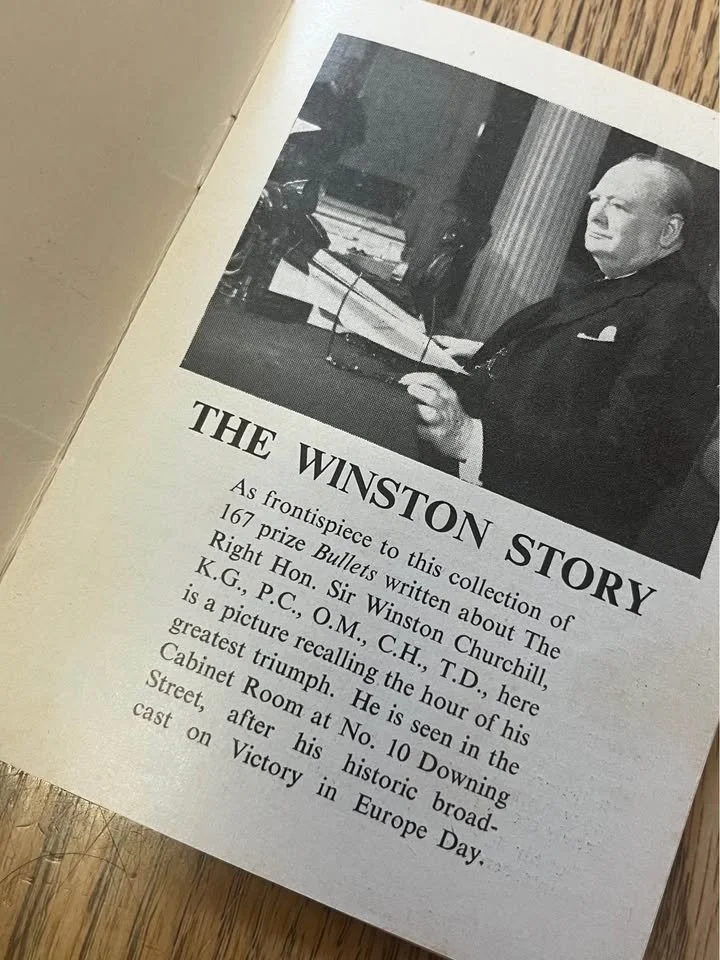 THE WINSTON STORY
As frontispiece to this collection of
167 prize Bullets written about The
Right Hon. Sir Winston Churchill,
K.G., P.C., O.M., C.H., T.D., here
is a picture recalling the hour of his
greatest triumph. He is seen in the
Cabinet Room at No. 10 Downing
Street, after his historic broad-
cast on Victory in Europe Day.